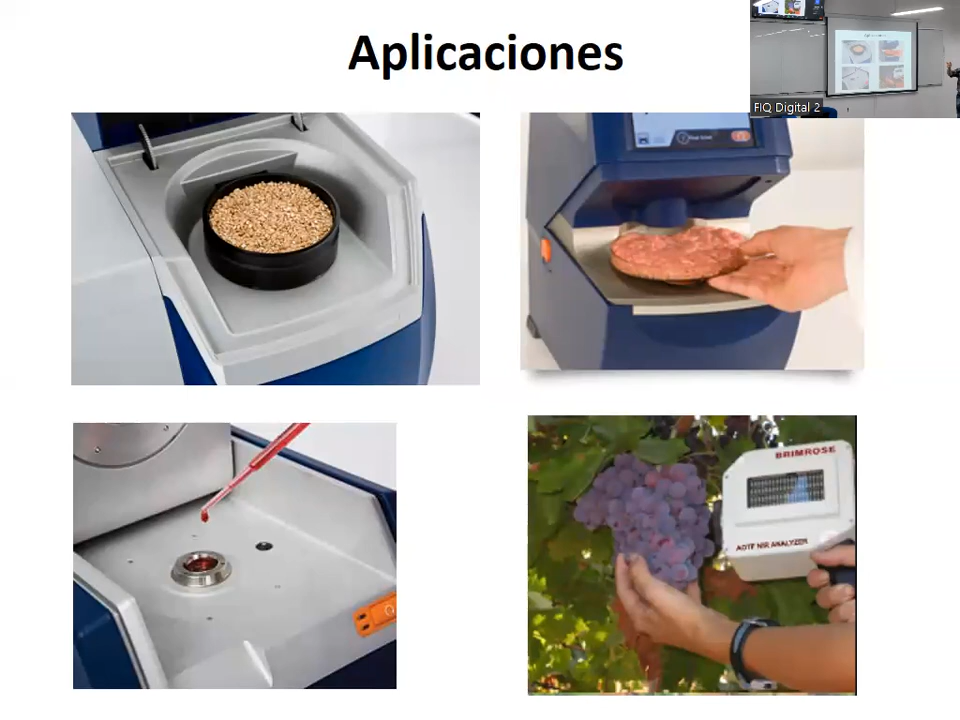 Aplicaciones
FIQ Digital 2
BRIMROSE
AOTF NIR ANALYZER